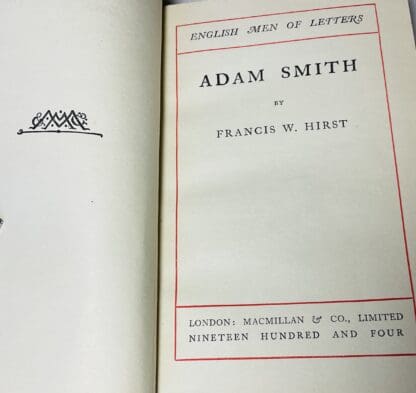 ENGLISH MEN OF LETTERS
ADAM SMITH
BY
FRANCIS W. HIRST
LONDON: MACMILLAN & CO., LIMITED
NINETEEN HUNDRED AND FOUR